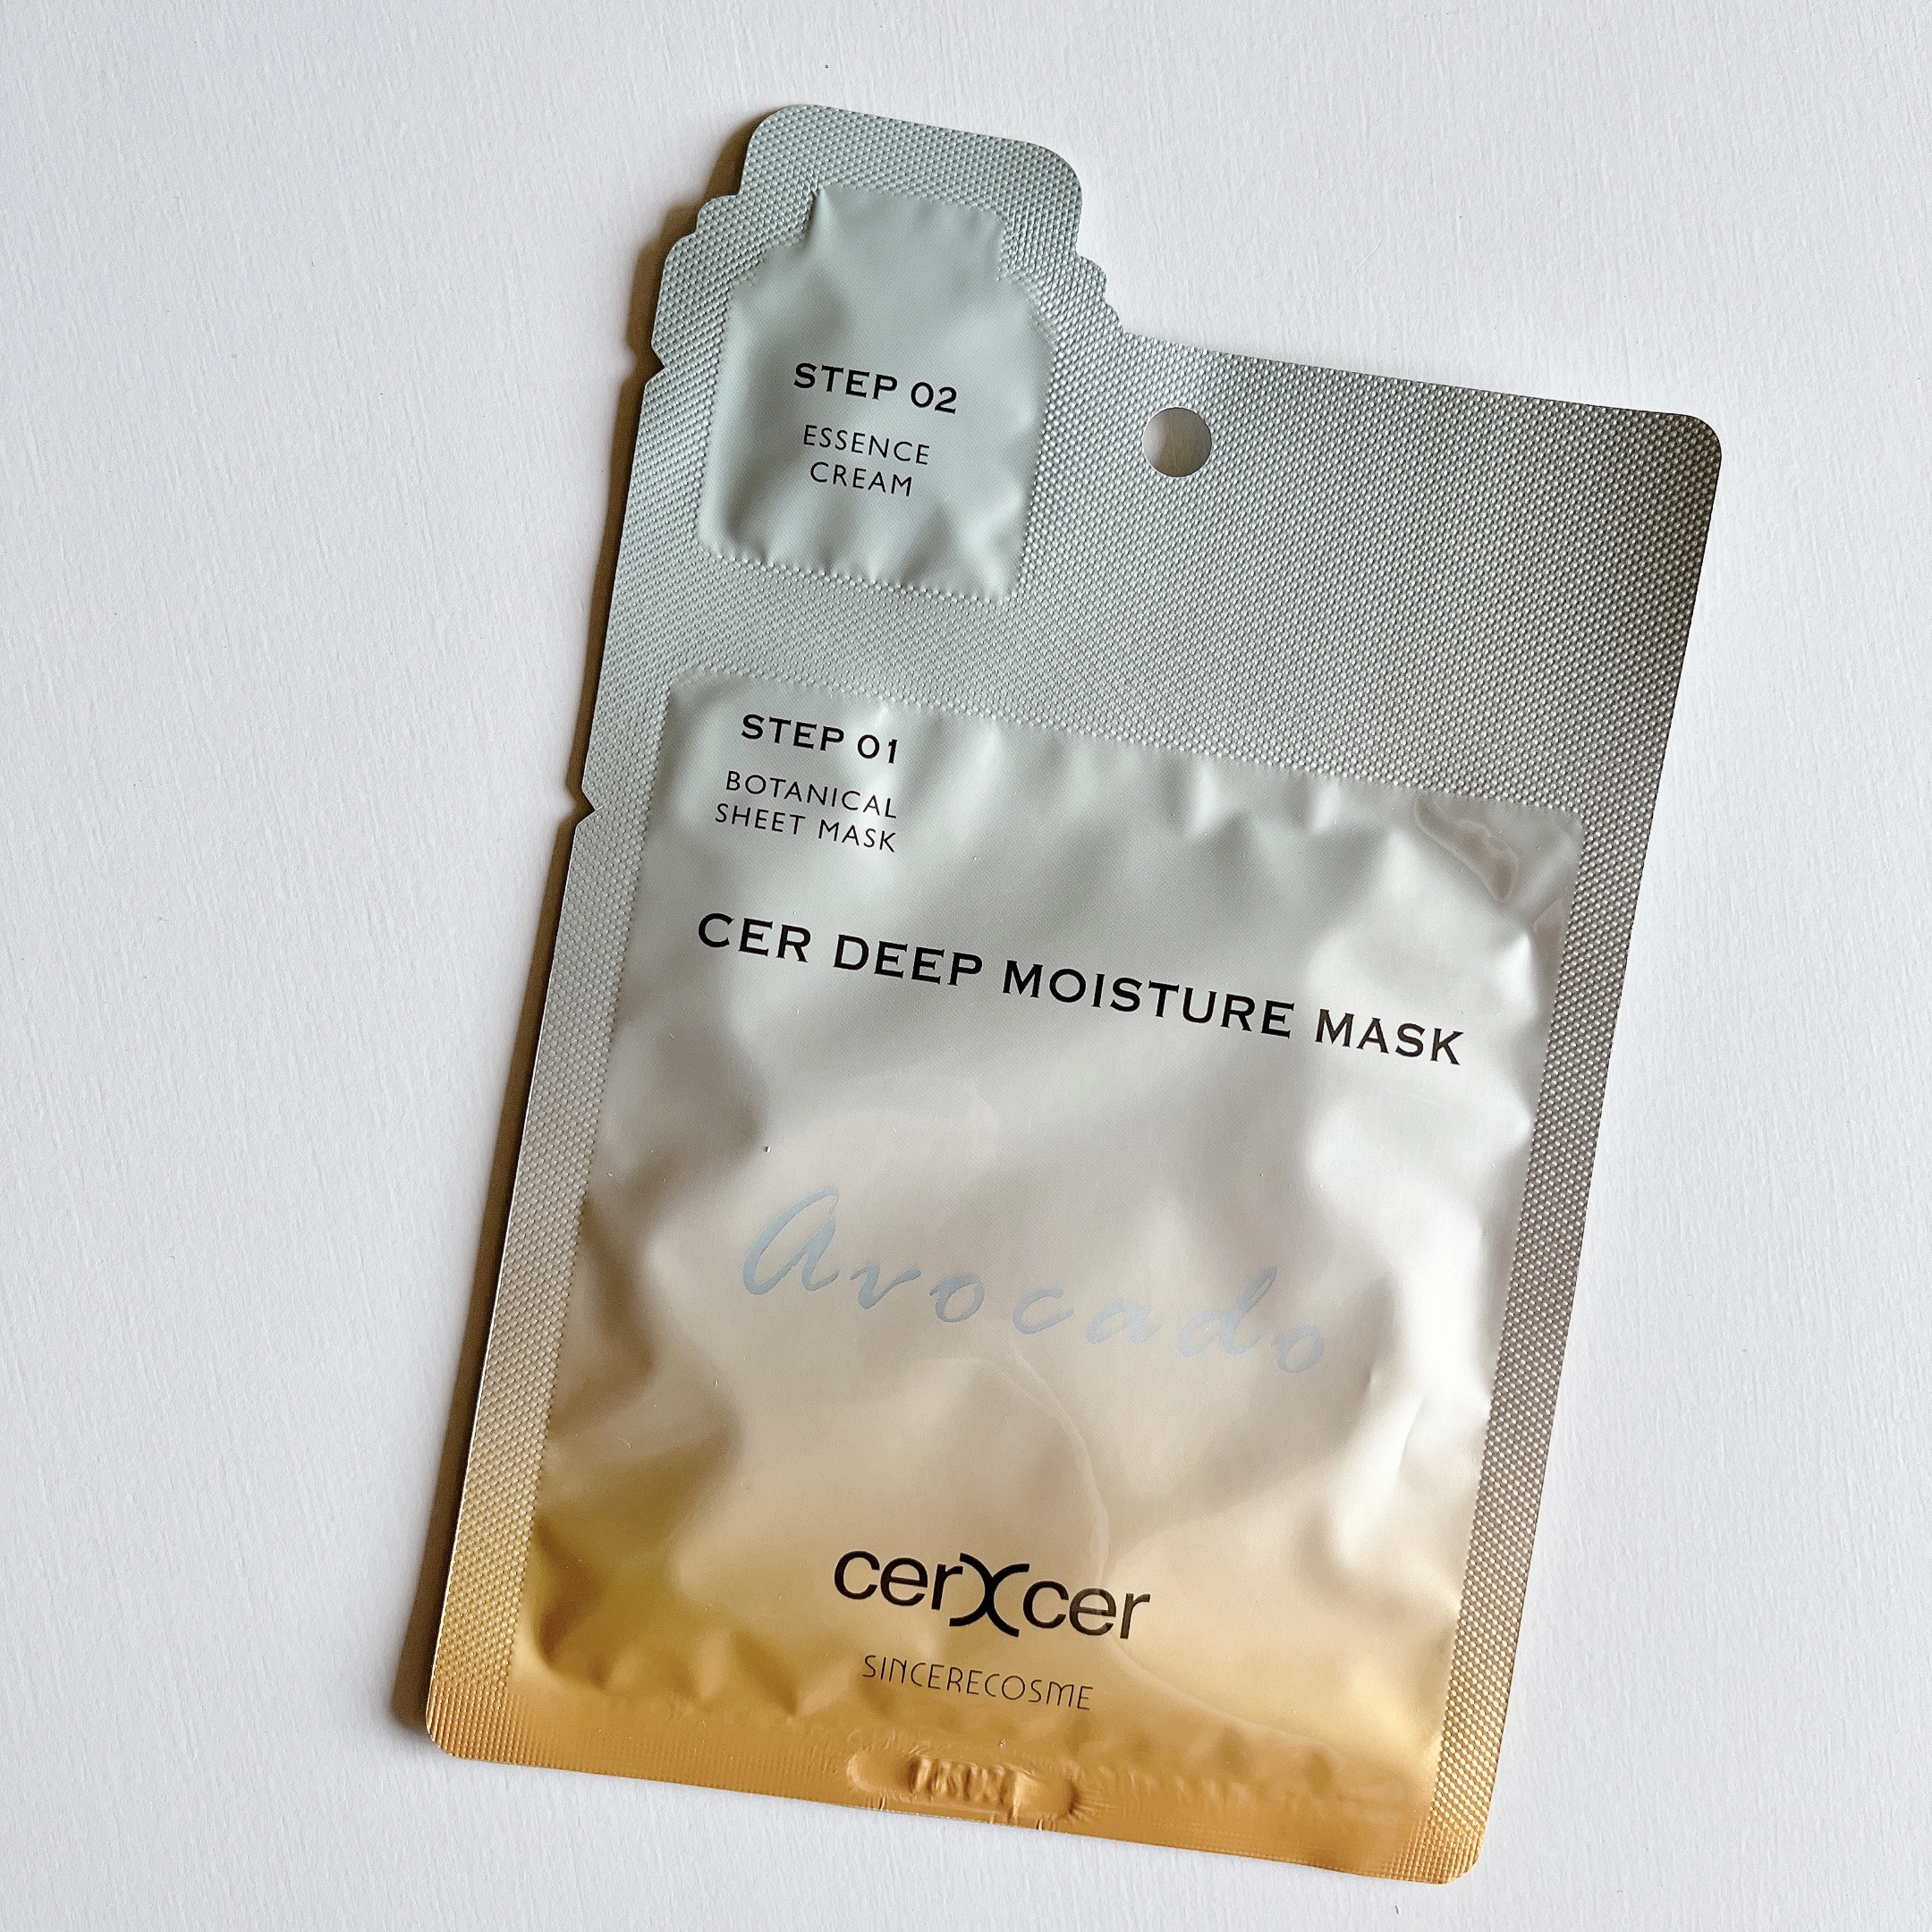 STEP 02
ESSENCE
CREAM
STEP 01
BOTANICAL
SHEET MASK
CER DEEP MOISTURE MASK
Avocado
cerXcer
SINCERECOSME